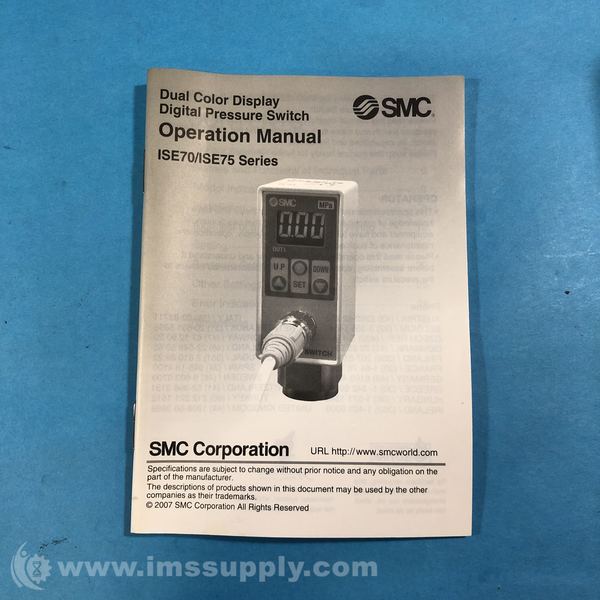 Dual Color Display
Digital Pressure Switch
Operation Manual
ISE70/ISE75 Series
SMC
SMC
MPa
0.00
OUT1
U.P
DOWN
SET
SWITCH
SMC Corporation
URL http://www.smcworld.com
Specifications are subject to change without prior notice and any obligation on the
part of the manufacturer.
The descriptions of products shown in this document may be used by the other
companies as their trademarks.
© 2007 SMC Corporation All Rights Reserved
www.imssupply.com